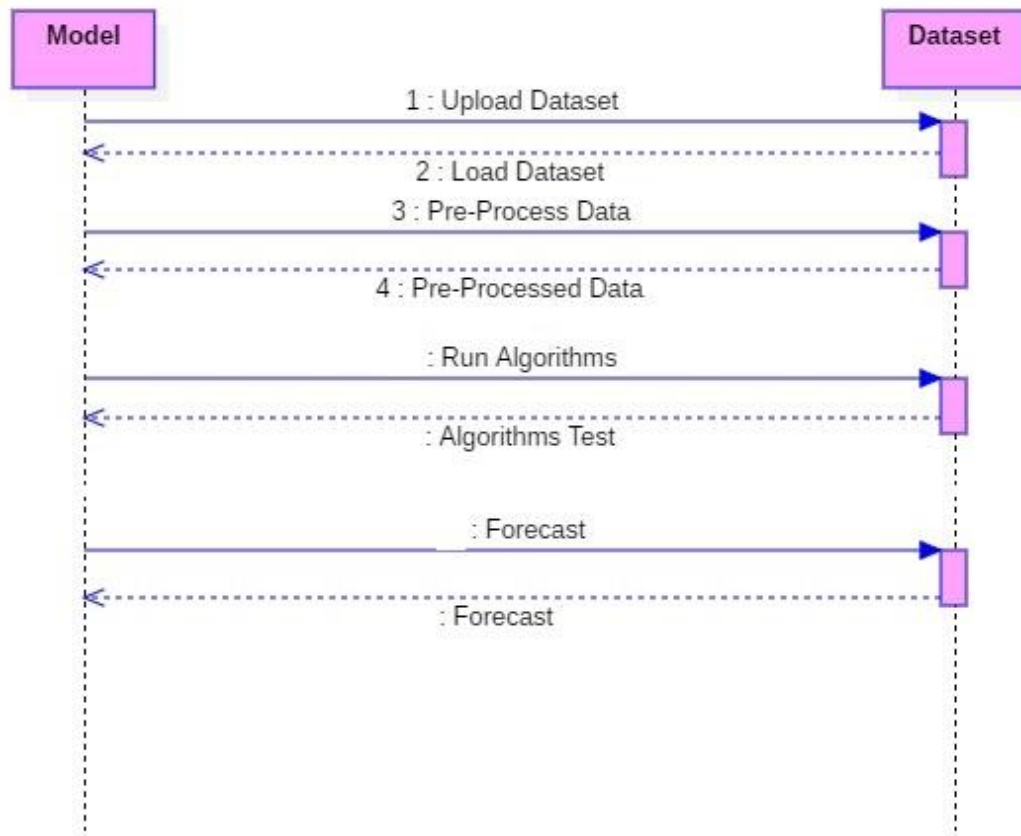 Model
Dataset
1 : Upload Dataset
2 : Load Dataset
3 : Pre-Process Data
4 : Pre-Processed Data
: Run Algorithms
: Algorithms Test
: Forecast
: Forecast